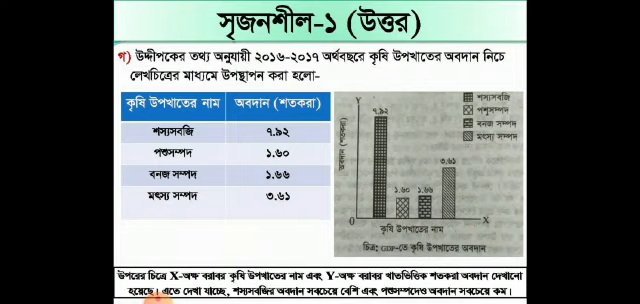 সৃজনশীল-১ (উত্তর)
গ) উদ্দীপকের তথ্য অনুযায়ী ২০১৬-২০১৭ অর্থবছরে কৃষি উপখাতের অবদান নিচে
লেখচিত্রের মাধ্যমে উপস্থাপন করা হলো-
কৃষি উপখাতের নাম অবদান (শতকরা)
শস্যসবজি ৭.৯২
পশুসম্পদ ১.৬০
বনজ সম্পদ ১.৬৬
মৎস্য সম্পদ ৩.৬১
Y
৭.৯২
শস্যসবজি
পশুসম্পদ
বনজ সম্পদ
মৎস্য সম্পদ
অবদান (শতকরা)
৩.৬১
১.৬০ ১.৬৬
0 X
কৃষি উপখাতের নাম
চিত্র: GDP-তে কৃষি উপখাতের অবদান
উপরের চিত্রে X-অক্ষ বরাবর কৃষি উপখাতের নাম এবং Y-অক্ষ বরাবর খাতভিত্তিক শতকরা অবদান দেখানো
হয়েছে। এতে দেখা যাচ্ছে, শস্যসবজির অবদান সবচেয়ে বেশি এবং পশুসম্পদেও অবদান সবচেয়ে কম।